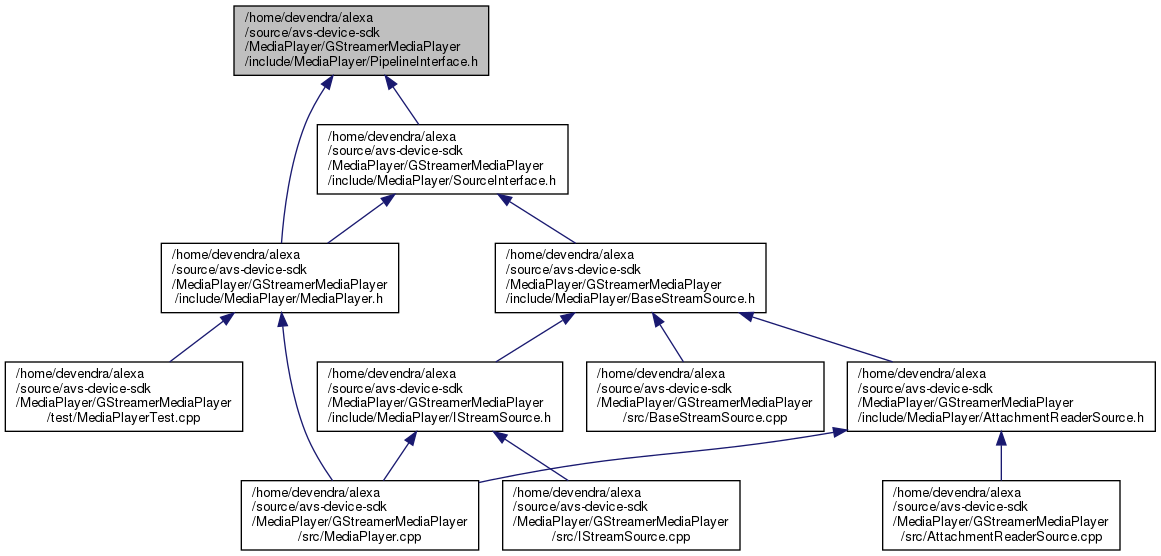 /home/devendra/alexa
/source/avs-device-sdk
/MediaPlayer/GStreamerMediaPlayer
/include/MediaPlayer/PipelineInterface.h
/home/devendra/alexa
/source/avs-device-sdk
/MediaPlayer/GStreamerMediaPlayer
/include/MediaPlayer/SourceInterface.h
/home/devendra/alexa
/source/avs-device-sdk
/MediaPlayer/GStreamerMediaPlayer
/include/MediaPlayer/MediaPlayer.h
/home/devendra/alexa
/source/avs-device-sdk
/MediaPlayer/GStreamerMediaPlayer
/include/MediaPlayer/BaseStreamSource.h
/home/devendra/alexa
/source/avs-device-sdk
/MediaPlayer/GStreamerMediaPlayer
/test/MediaPlayerTest.cpp
/home/devendra/alexa
/source/avs-device-sdk
/MediaPlayer/GStreamerMediaPlayer
/include/MediaPlayer/IStreamSource.h
/home/devendra/alexa
/source/avs-device-sdk
/MediaPlayer/GStreamerMediaPlayer
/src/BaseStreamSource.cpp
/home/devendra/alexa
/source/avs-device-sdk
/MediaPlayer/GStreamerMediaPlayer
/include/MediaPlayer/AttachmentReaderSource.h
/home/devendra/alexa
/source/avs-device-sdk
/MediaPlayer/GStreamerMediaPlayer
/src/MediaPlayer.cpp
/home/devendra/alexa
/source/avs-device-sdk
/MediaPlayer/GStreamerMediaPlayer
/src/IStreamSource.cpp
/home/devendra/alexa
/source/avs-device-sdk
/MediaPlayer/GStreamerMediaPlayer
/src/AttachmentReaderSource.cpp